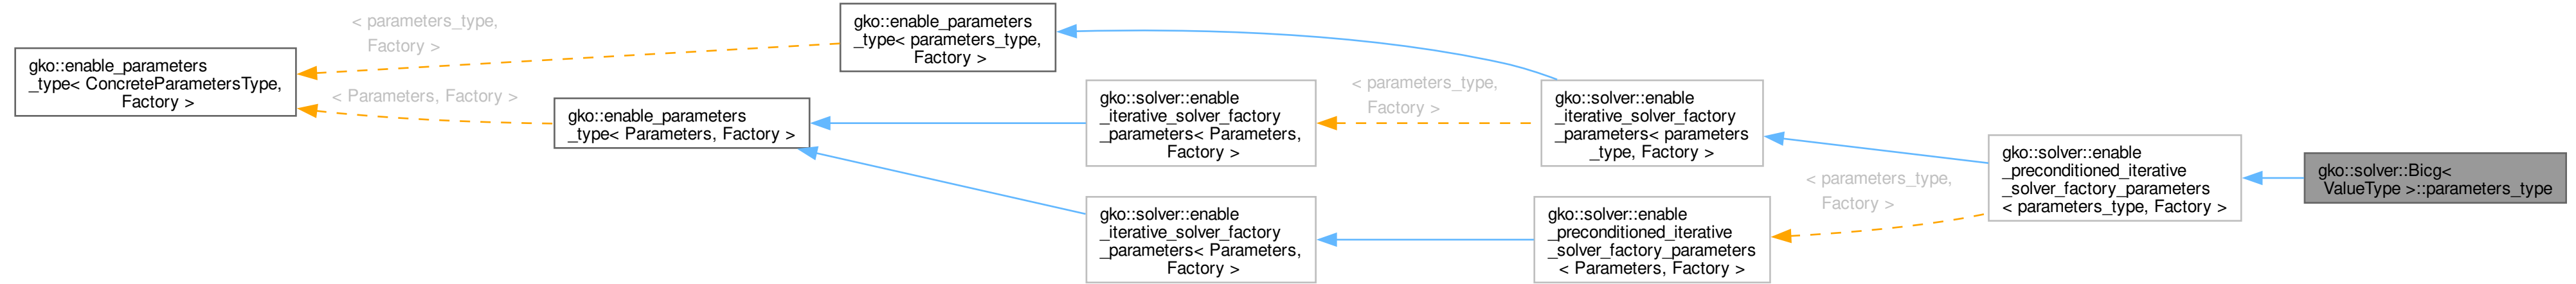 < parameters_type,
Factory >
gko::enable_parameters
_type< ConcreteParametersType,
Factory >
< Parameters, Factory >
gko::enable_parameters
_type< Parameters, Factory >
gko::enable_parameters
_type< parameters_type,
Factory >
gko::solver::enable
_iterative_solver_factory
_parameters< Parameters,
Factory >
gko::solver::enable
_iterative_solver_factory
_parameters< Parameters,
Factory >
< parameters_type,
Factory >
gko::solver::enable
_iterative_solver_factory
_parameters< parameters
_type, Factory >
gko::solver::enable
_preconditioned_iterative
_solver_factory_parameters
< Parameters, Factory >
< parameters_type,
Factory >
gko::solver::enable
_preconditioned_iterative
_solver_factory_parameters
< parameters_type, Factory >
gko::solver::Bicg<
ValueType >::parameters_type